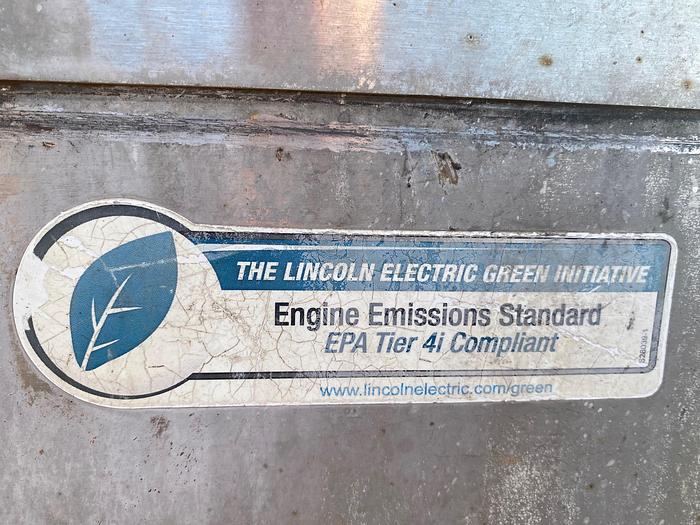 THE LINCOLN ELECTRIC GREEN INITIATIVE
Engine Emissions Standard
EPA Tier 4i Compliant
www.lincolnelectric.com/green